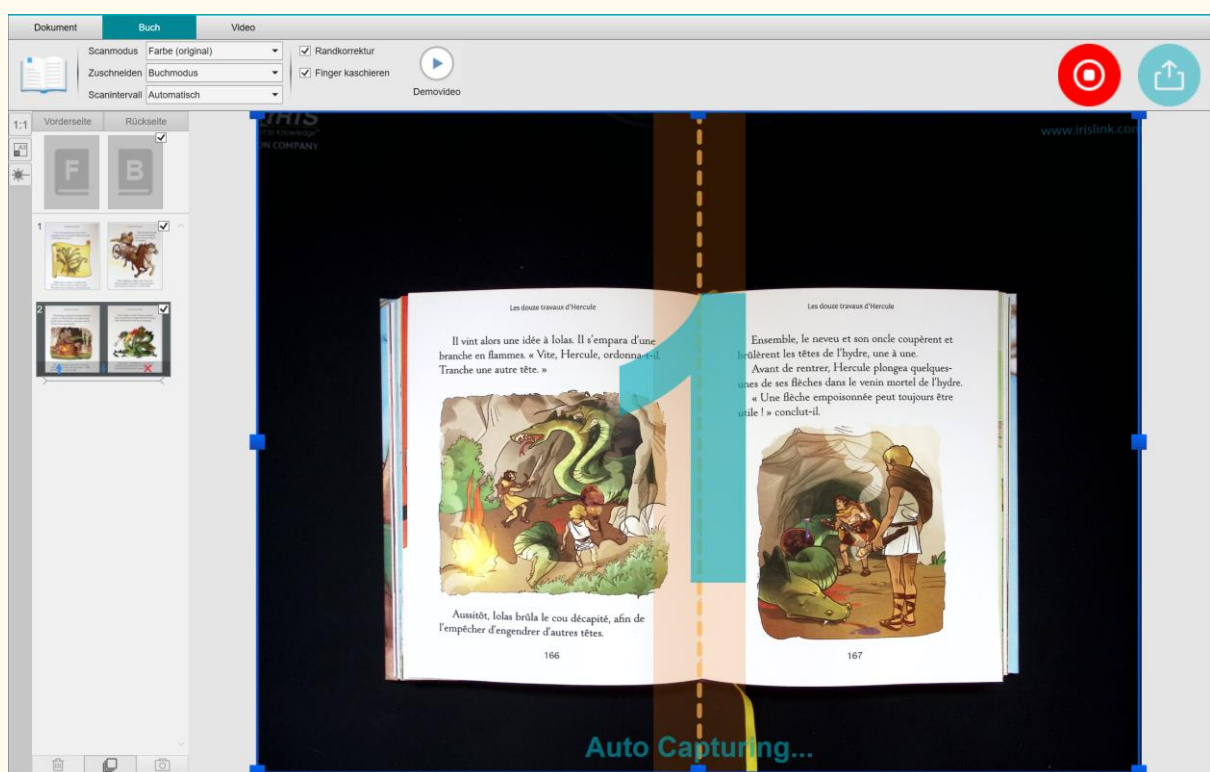 Dokument
Buch
Video
Scanmodus Farbe (original)
Zuschneiden Buchmodus
Scanintervall Automatisch
Randkorrektur
Finger kaschieren
Demovideo
1:1
Vorderseite
Rückseite
F
B
1
2
IRIS
ON COMPANY
www.irislink.com
Les douze travaux d'Hercule
Il vint alors une idée à Iolas. Il s'empara d'une
branche en flammes. « Vite, Hercule, ordonna-t-il.
Tranche une autre tête. »
Aussitôt, Iolas brûla le cou décapité, afin de
l'empêcher d'engendrer d'autres têtes.
166
Les douze travaux d'Hercule
Ensemble, le neveu et son oncle coupèrent et
brûlèrent les têtes de l'hydre, une à une.
Avant de rentrer, Hercule plongea quelques-
unes de ses flèches dans le venin mortel de l'hydre.
« Une flèche empoisonnée peut toujours être
utile ! » conclut-il.
167
1
Auto Capturing...